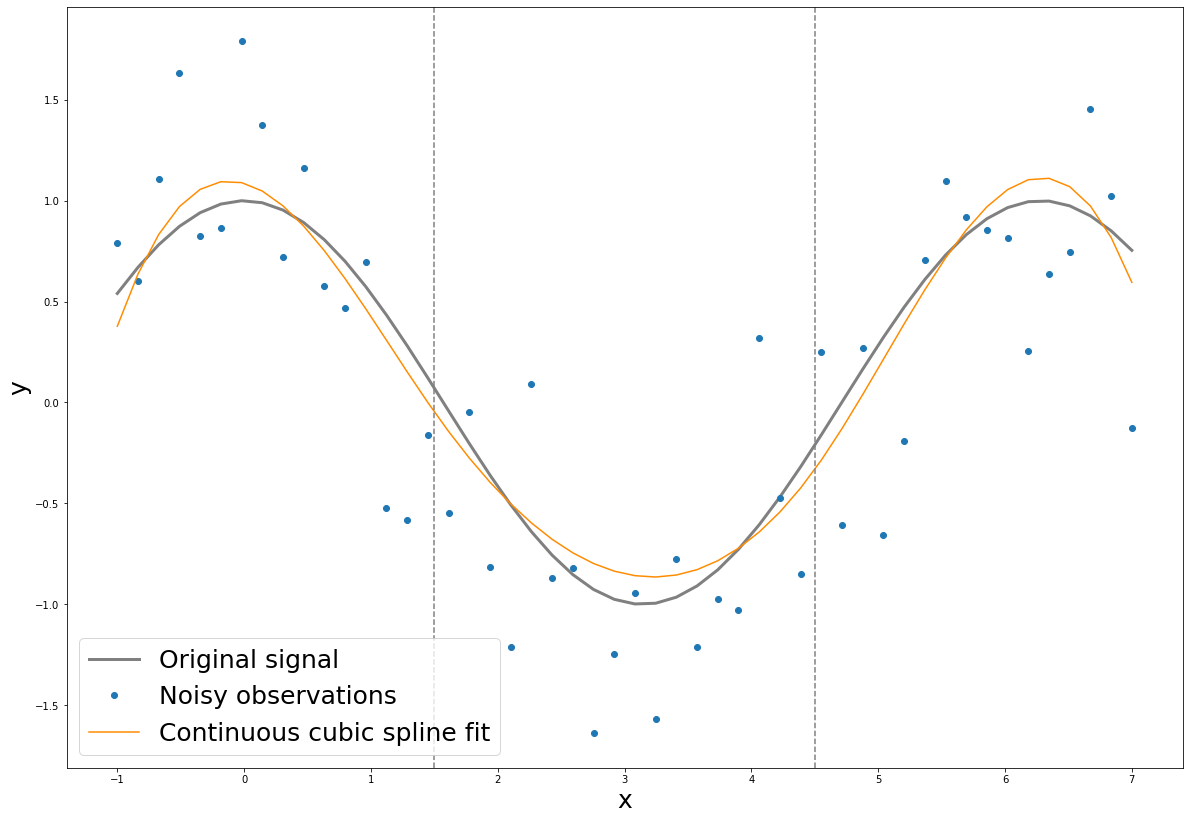 1.5
1.0
0.5
0.0
−0.5
−1.0
−1.5
y
Original signal
Noisy observations
Continuous cubic spline fit
−1 0 1 2 3 4 5 6 7
x